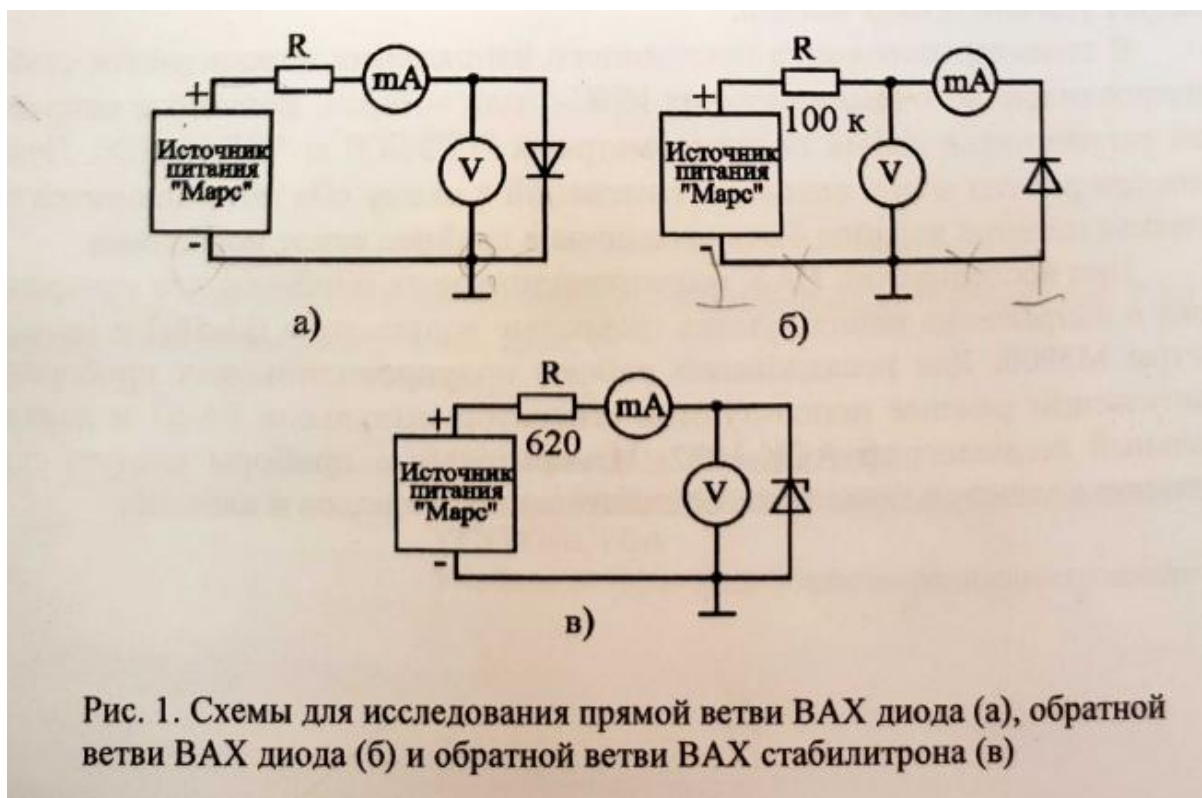 R
mA
+
Источник
питания
"Марс"
V
-
а)
R
mA
+
100 к
Источник
питания
"Марс"
V
-
б)
R
mA
+
620
Источник
питания
"Марс"
V
-
в)
Рис. 1. Схемы для исследования прямой ветви ВАХ диода (а), обратной
ветви ВАХ диода (б) и обратной ветви ВАХ стабилитрона (в)